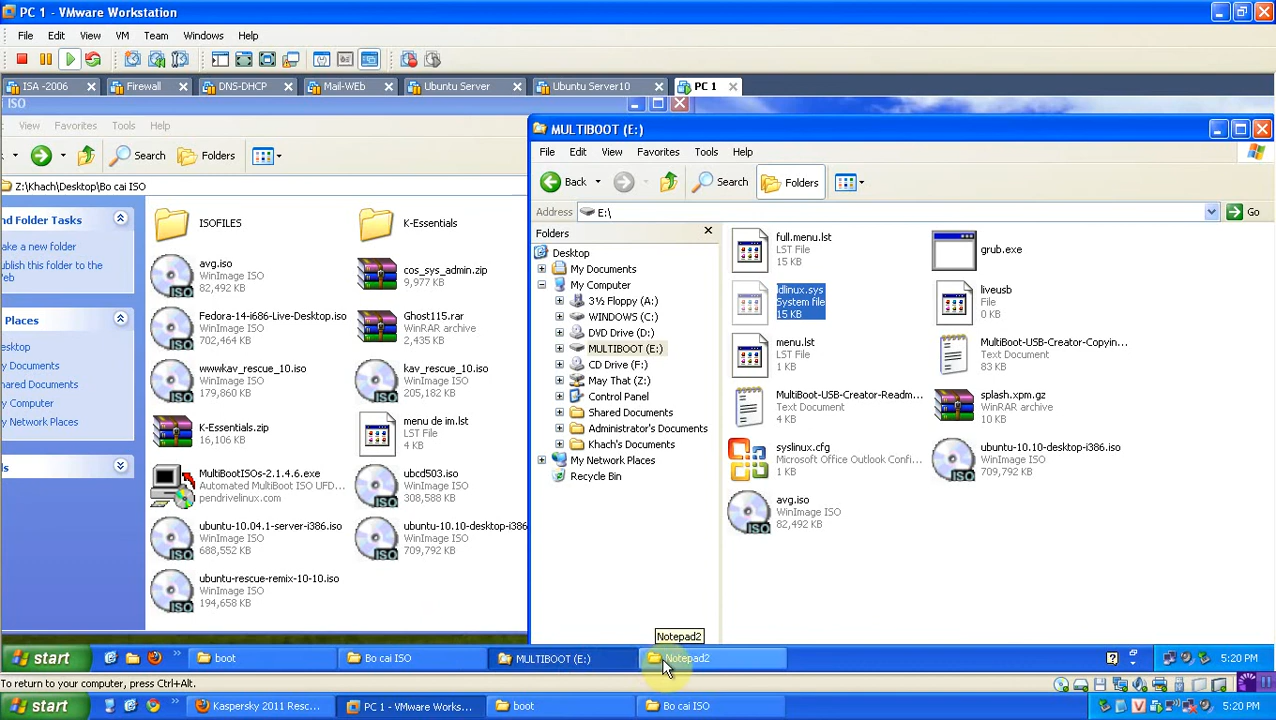 PC 1 - VMware Workstation
File Edit View VM Team Windows Help
ISA -2006 Firewall DNS-DHCP Mail-WEb Ubuntu Server Ubuntu Server10 PC 1
ISO
View Favorites Tools Help
Search Folders
Z:\Khach\Desktop\Bo cai ISO
nd Folder Tasks
ake a new folder
ublish this folder to the
Web
Places
esktop
y Documents
hared Documents
y Computer
y Network Places
ls
ISOFILES
K-Essentials
avg.iso
WinImage ISO
82,492 KB
cos_sys_admin.zip
9,977 KB
Fedora-14-i686-Live-Desktop.iso
WinImage ISO
702,464 KB
Ghost115.rar
WinRAR archive
2,435 KB
wwwkav_rescue_10.iso
WinImage ISO
179,860 KB
kav_rescue_10.iso
WinImage ISO
205,182 KB
K-Essentials.zip
16,106 KB
menu de im.lst
LST File
4 KB
MultiBootISOs-2.1.4.6.exe
Automated MultiBoot ISO UFD...
pendrivelinux.com
ubcd503.iso
WinImage ISO
308,588 KB
ubuntu-10.04.1-server-i386.iso
WinImage ISO
688,552 KB
ubuntu-10.10-desktop-i386
WinImage ISO
709,792 KB
ubuntu-rescue-remix-10-10.iso
WinImage ISO
194,658 KB
MULTIBOOT (E:)
File Edit View Favorites Tools Help
Back Search Folders
Address E:\ Go
Folders
Desktop
My Documents
My Computer
3½ Floppy (A:)
WINDOWS (C:)
DVD Drive (D:)
MULTIBOOT (E:)
CD Drive (F:)
May That (Z:)
Control Panel
Shared Documents
Administrator's Documents
Khach's Documents
My Network Places
Recycle Bin
full.menu.lst
LST File
15 KB
grub.exe
ldlinux.sys
System file
15 KB
liveusb
File
0 KB
menu.lst
LST File
1 KB
MultiBoot-USB-Creator-Copyin...
Text Document
83 KB
MultiBoot-USB-Creator-Readm...
Text Document
4 KB
splash.xpm.gz
WinRAR archive
10 KB
syslinux.cfg
Microsoft Office Outlook Confi...
1 KB
ubuntu-10.10-desktop-i386.iso
WinImage ISO
709,792 KB
avg.iso
WinImage ISO
82,492 KB
Notepad2
start boot Bo cai ISO MULTIBOOT (E:) Notepad2 5:20 PM
To return to your computer, press Ctrl+Alt.
start Kaspersky 2011 Resc... PC 1 - VMware Works... boot Bo cai ISO 5:20 PM